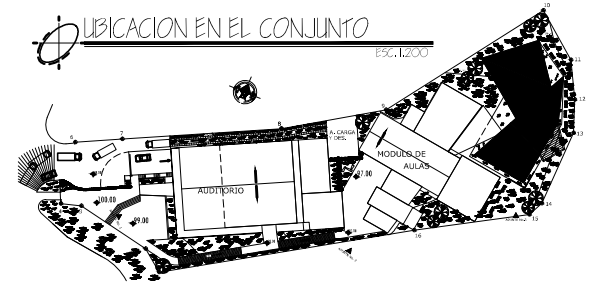 UBICACION EN EL CONJUNTO
ESC. 1:200
10
11
12
13
14
15
16
9
8
7
6
A. CARGA
Y DES.
MODULO DE
AULAS
97.00
AUDITORIO
100.00
99.00